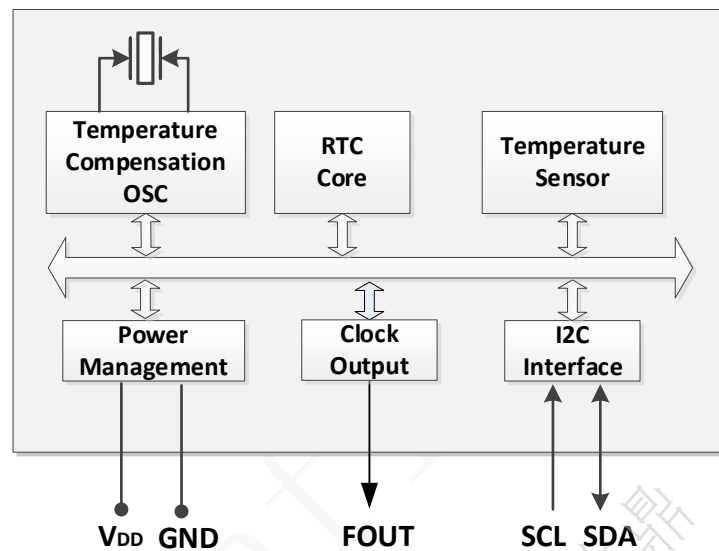 Temperature
Compensation
OSC
RTC
Core
Temperature
Sensor
Power
Management
Clock
Output
I2C
Interface
VDD GND FOUT SCL SDA